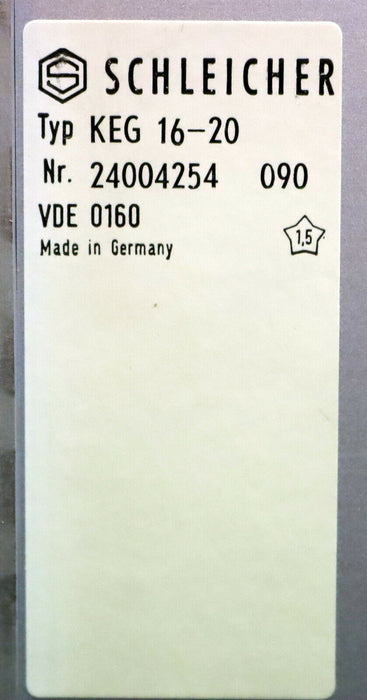 S SCHLEICHER
Typ KEG 16-20
Nr. 24004254 090
VDE 0160
Made in Germany
1,5